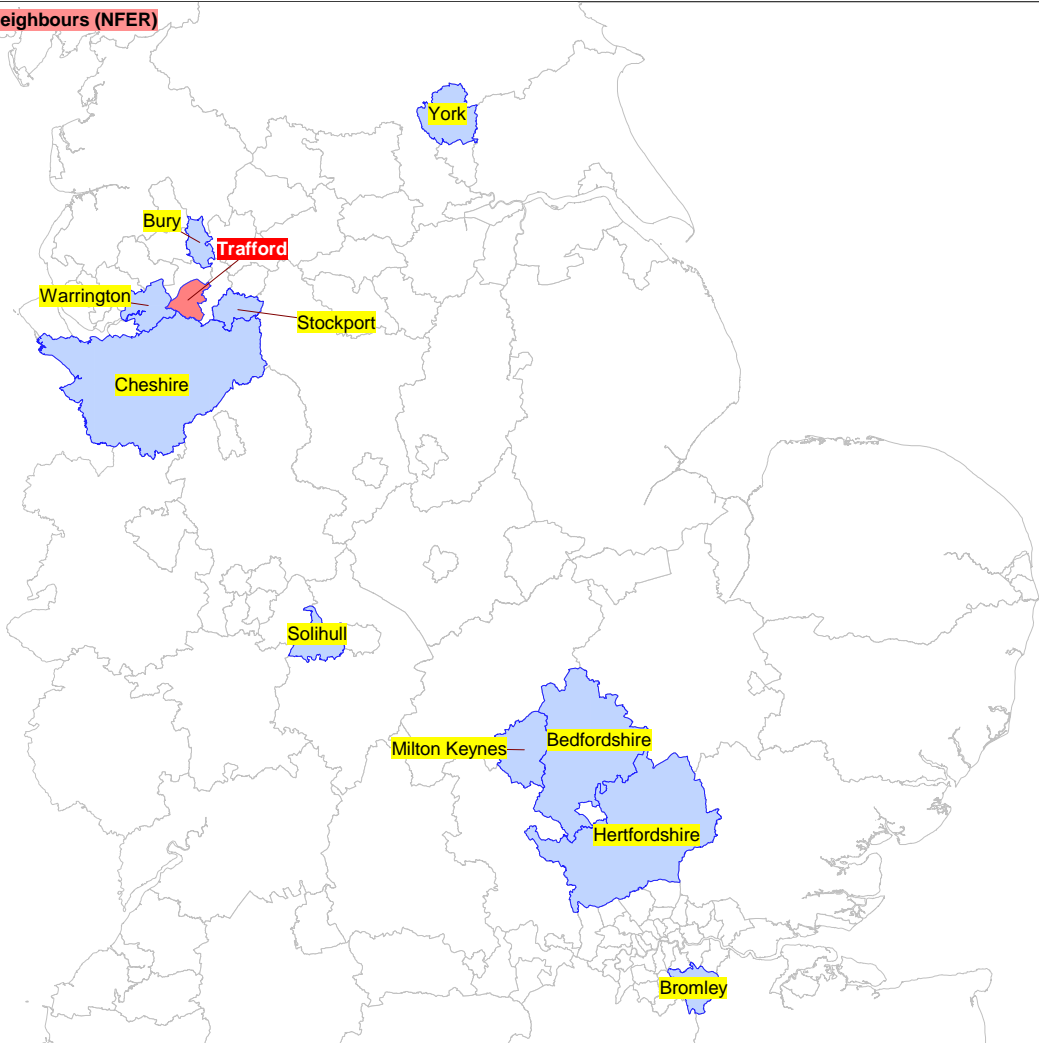 eighbours (NFER)
York
Bury
Trafford
Warrington
Stockport
Cheshire
Solihull
Milton Keynes
Bedfordshire
Hertfordshire
Bromley